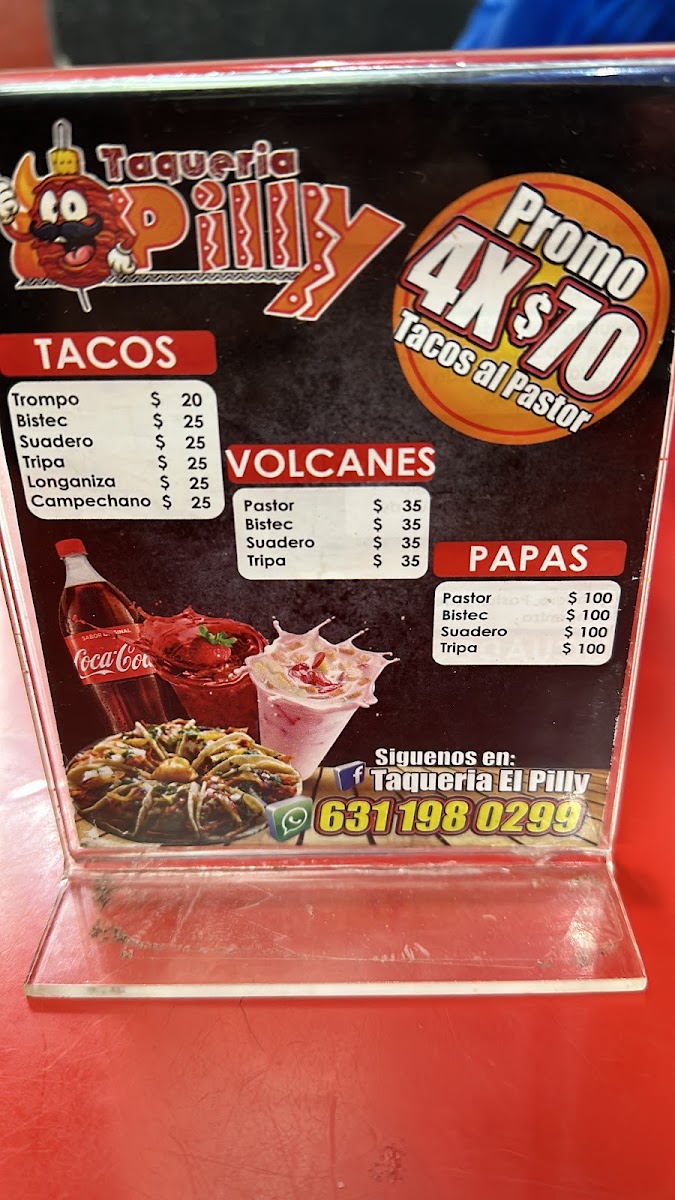 Taqueria
Pilly
Promo
4X$70
Tacos al Pastor
TACOS
Trompo $ 20
Bistec $ 25
Suadero $ 25
Tripa $ 25
Longaniza $ 25
Campechano $ 25
VOLCANES
Pastor $ 35
Bistec $ 35
Suadero $ 35
Tripa $ 35
PAPAS
Pastor $ 100
Bistec $ 100
Suadero $ 100
Tripa $ 100
Coca-Col
Siguenos en:
f Taqueria El Pilly
631 198 0299